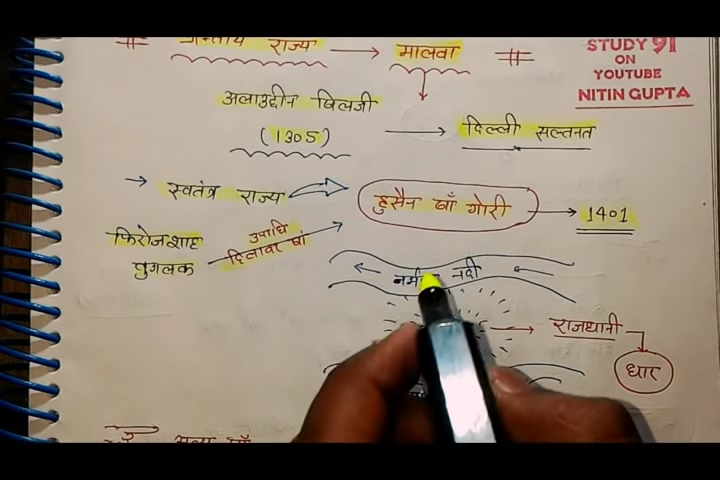 प्रान्तीय राज्य → मालवा
STUDY 91
ON
YOUTUBE
NITIN GUPTA
अलाउद्दीन खिलजी
(1305) → दिल्ली सल्तनत
→ स्वतंत्र राज्य
हुसैन खाँ गोरी → 1401
फिरोजशाह
तुगलक
उपाधि
दिलावर खां
नदी
राजधानी
धार